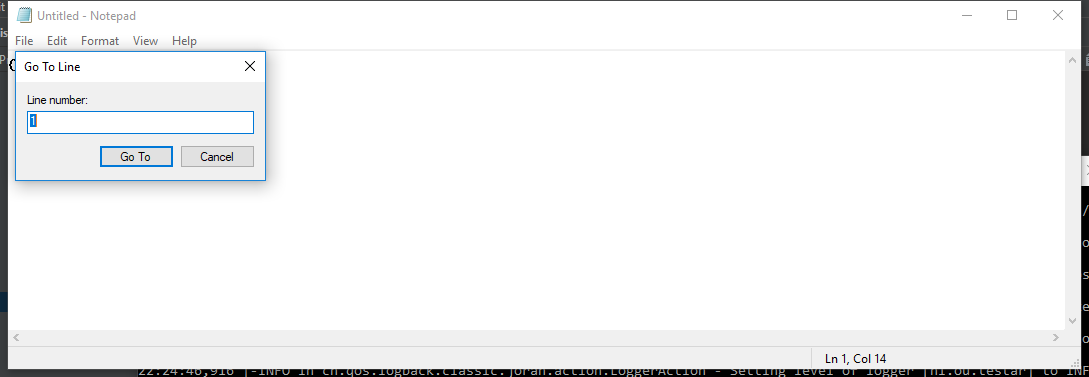 Untitled - Notepad
File Edit Format View Help
Go To Line
Line number:
1
Go To Cancel
Ln 1, Col 14
22:24:46,916 |-INFO in ch.qos.logback.classic.joran.action.LoggerAction - Setting level of logger [nl.ou.testar] to INF